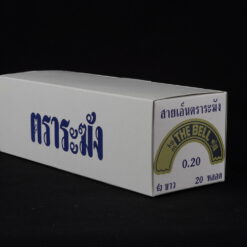 ตราระฆัง
สายเอ็นตราระฆัง
THE BELL
0.20
สี ขาว
20 หลอด